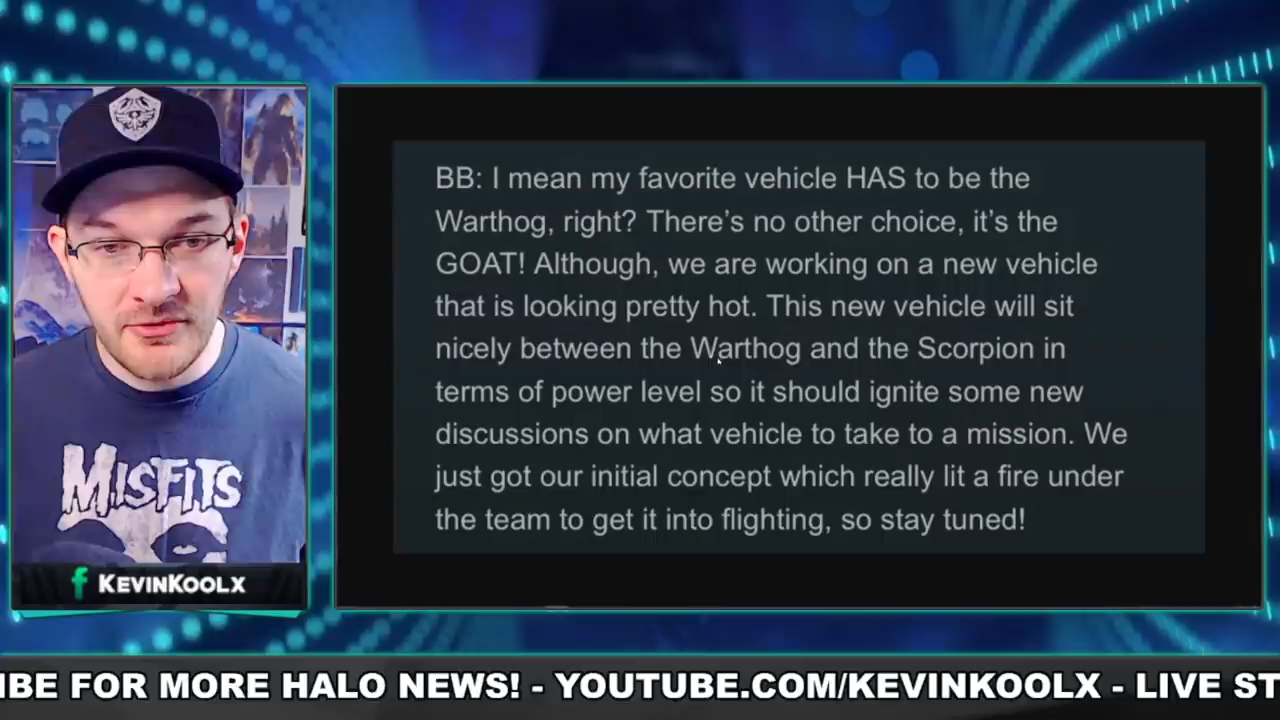 BB: I mean my favorite vehicle HAS to be the
Warthog, right? There's no other choice, it's the
GOAT! Although, we are working on a new vehicle
that is looking pretty hot. This new vehicle will sit
nicely between the Warthog and the Scorpion in
terms of power level so it should ignite some new
discussions on what vehicle to take to a mission. We
just got our initial concept which really lit a fire under
the team to get it into flighting, so stay tuned!
MISFITS
f KEVINKOOLX
IBE FOR MORE HALO NEWS! - YOUTUBE.COM/KEVINKOOLX - LIVE ST